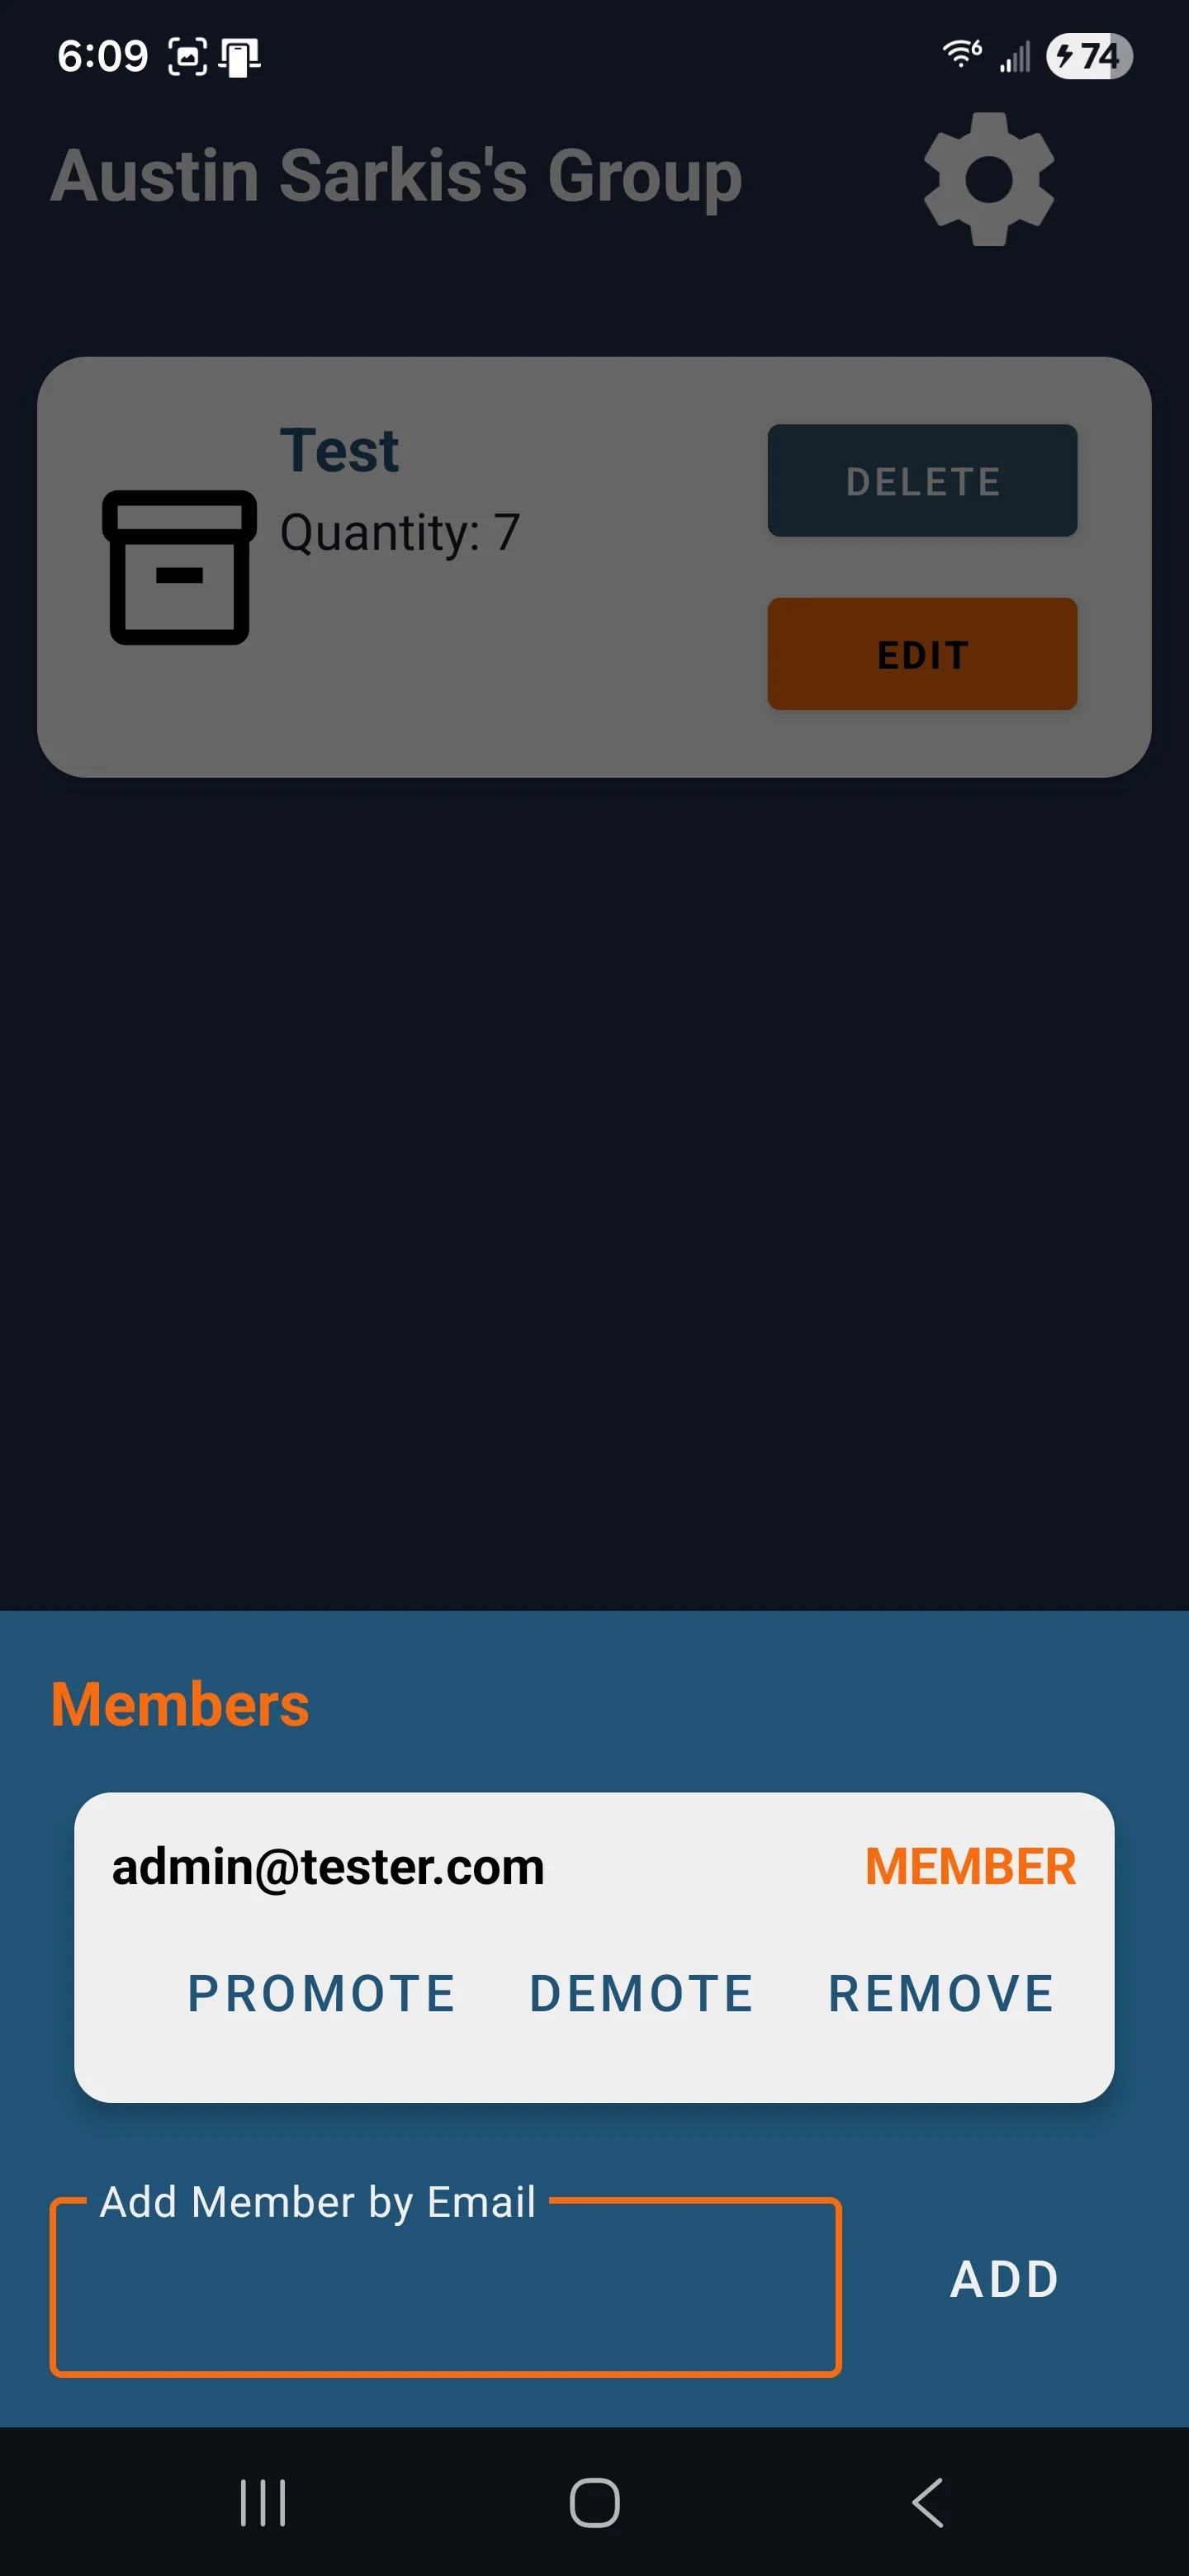 6:09 6 74
Austin Sarkis's Group
Test
DELETE
Quantity: 7
EDIT
Members
admin@tester.com MEMBER
PROMOTE DEMOTE REMOVE
Add Member by Email
ADD